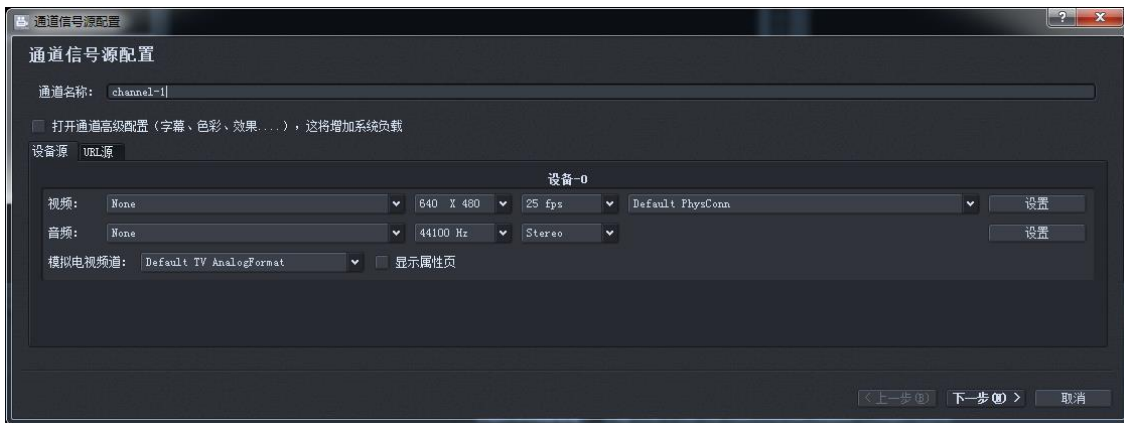 通道信号源配置
? X
通道信号源配置
通道名称: channel-1
打开通道高级配置(字幕、色彩、效果....),这将增加系统负载
设备源 URL源
设备-0
视频: None 640 X 480 25 fps Default PhysConn 设置
音频: None 44100 Hz Stereo 设置
模拟电视频道: Default TV AnalogFormat 显示属性页
<上一步(B) 下一步(N) > 取消